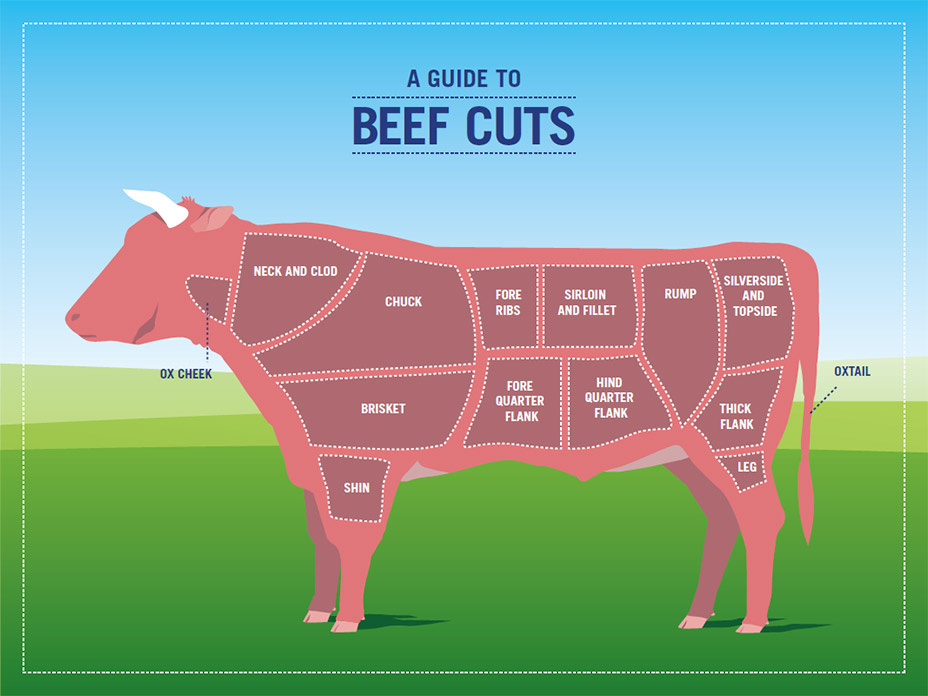 A GUIDE TO
BEEF CUTS
NECK AND CLOD
CHUCK
FORE
RIBS
SIRLOIN
AND FILLET
RUMP
SILVERSIDE
AND
TOPSIDE
OX CHEEK
OXTAIL
BRISKET
FORE
QUARTER
FLANK
HIND
QUARTER
FLANK
THICK
FLANK
LEG
SHIN